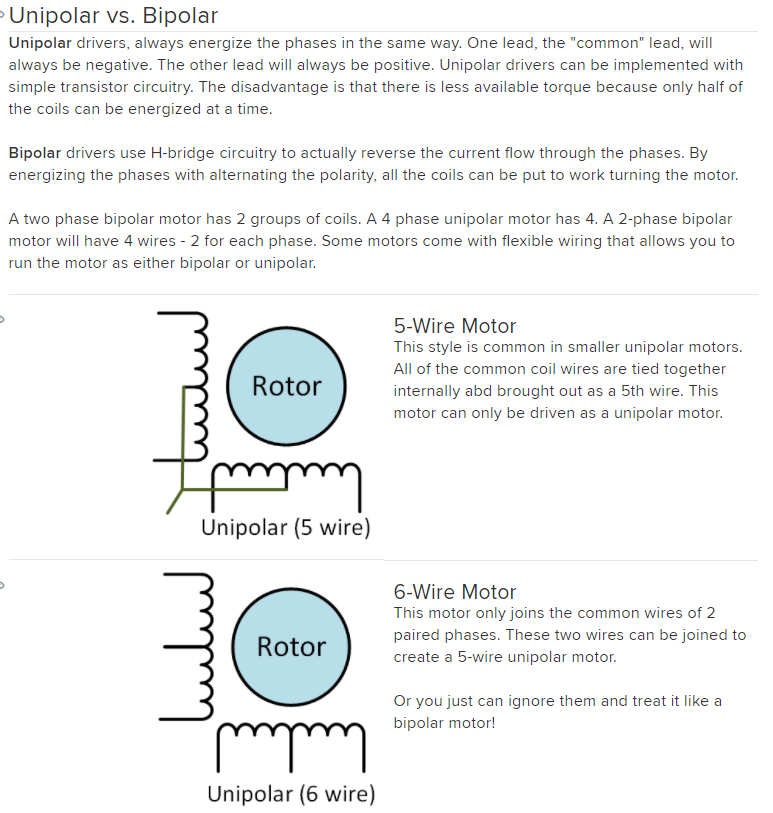 Unipolar vs. Bipolar
Unipolar drivers, always energize the phases in the same way. One lead, the "common" lead, will
always be negative. The other lead will always be positive. Unipolar drivers can be implemented with
simple transistor circuitry. The disadvantage is that there is less available torque because only half of
the coils can be energized at a time.
Bipolar drivers use H-bridge circuitry to actually reverse the current flow through the phases. By
energizing the phases with alternating the polarity, all the coils can be put to work turning the motor.
A two phase bipolar motor has 2 groups of coils. A 4 phase unipolar motor has 4. A 2-phase bipolar
motor will have 4 wires - 2 for each phase. Some motors come with flexible wiring that allows you to
run the motor as either bipolar or unipolar.
Rotor
Unipolar (5 wire)
5-Wire Motor
This style is common in smaller unipolar motors.
All of the common coil wires are tied together
internally abd brought out as a 5th wire. This
motor can only be driven as a unipolar motor.
Rotor
Unipolar (6 wire)
6-Wire Motor
This motor only joins the common wires of 2
paired phases. These two wires can be joined to
create a 5-wire unipolar motor.
Or you just can ignore them and treat it like a
bipolar motor!